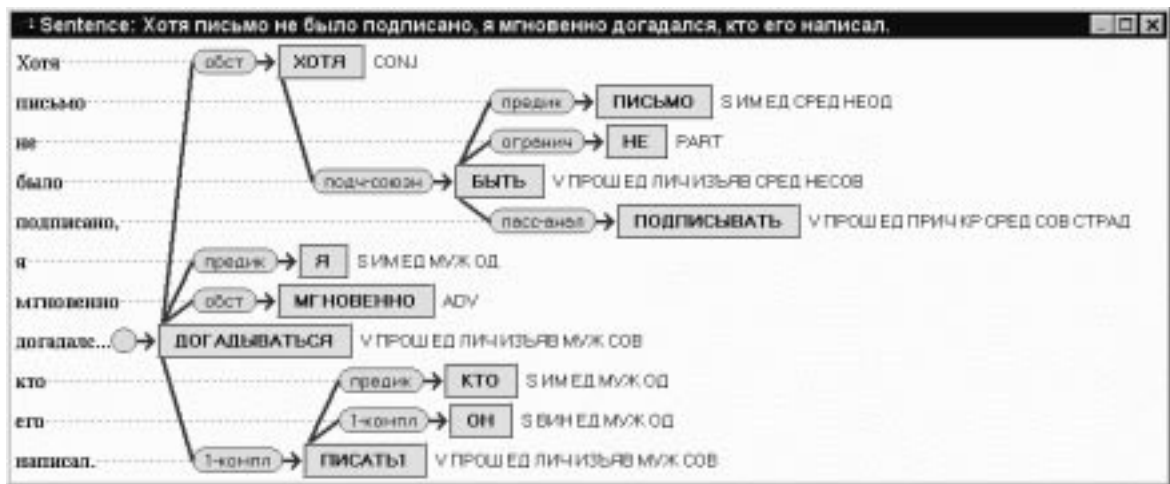 Sentence: Хотя письмо не было подписано, я мгновенно догадался, кто его написал.
Хотя обст ХОТЯ CONJ
письмо предик ПИСЬМО S ИМ ЕД СРЕД НЕОД
не огранич НЕ PART
было подч-союзн БЫТЬ V ПРОШ ЕД ЛИЧ ИЗЪЯВ СРЕД НЕСОВ
подписано, пасс-анал ПОДПИСЫВАТЬ V ПРОШ ЕД ПРИЧ КР СРЕД СОВ СТРАД
я предик Я S ИМ ЕД МУЖ ОД
мгновенно обст МГНОВЕННО ADV
догадалс... ДОГАДЫВАТЬСЯ V ПРОШ ЕД ЛИЧ ИЗЪЯВ МУЖ СОВ
кто предик КТО S ИМ ЕД МУЖ ОД
его 1-компл ОН S ВИН ЕД МУЖ ОД
написал. 1-компл ПИСАТЬ1 V ПРОШ ЕД ЛИЧ ИЗЪЯВ МУЖ СОВ